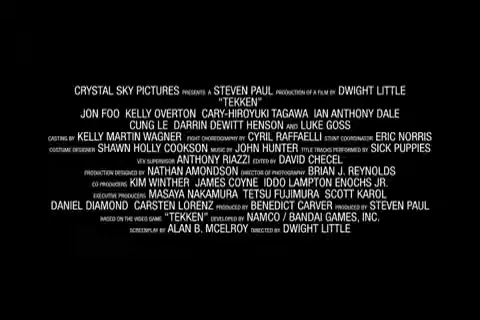 CRYSTAL SKY PICTURES PRESENTS A STEVEN PAUL PRODUCTION OF A FILM BY DWIGHT LITTLE
"TEKKEN"
JON FOO KELLY OVERTON CARY-HIROYUKI TAGAWA IAN ANTHONY DALE
CUNG LE DARRIN DEWITT HENSON AND LUKE GOSS
CASTING BY KELLY MARTIN WAGNER FIGHT CHOREOGRAPHY BY CYRIL RAFFAELLI STUNT COORDINATOR ERIC NORRIS
COSTUME DESIGNER SHAWN HOLLY COOKSON MUSIC BY JOHN HUNTER TITLE TRACKS PERFORMED BY SICK PUPPIES
VFX SUPERVISOR ANTHONY RIAZZI EDITED BY DAVID CHECEL
PRODUCTION DESIGNED BY NATHAN AMONDSON DIRECTOR OF PHOTOGRAPHY BRIAN J. REYNOLDS
CO PRODUCERS KIM WINTHER JAMES COYNE IDDO LAMPTON ENOCHS JR.
EXECUTIVE PRODUCERS MASAYA NAKAMURA TETSU FUJIMURA SCOTT KAROL
DANIEL DIAMOND CARSTEN LORENZ PRODUCED BY BENEDICT CARVER PRODUCED BY STEVEN PAUL
BASED ON THE VIDEO GAME "TEKKEN" DEVELOPED BY NAMCO / BANDAI GAMES, INC.
SCREENPLAY BY ALAN B. MCELROY DIRECTED BY DWIGHT LITTLE